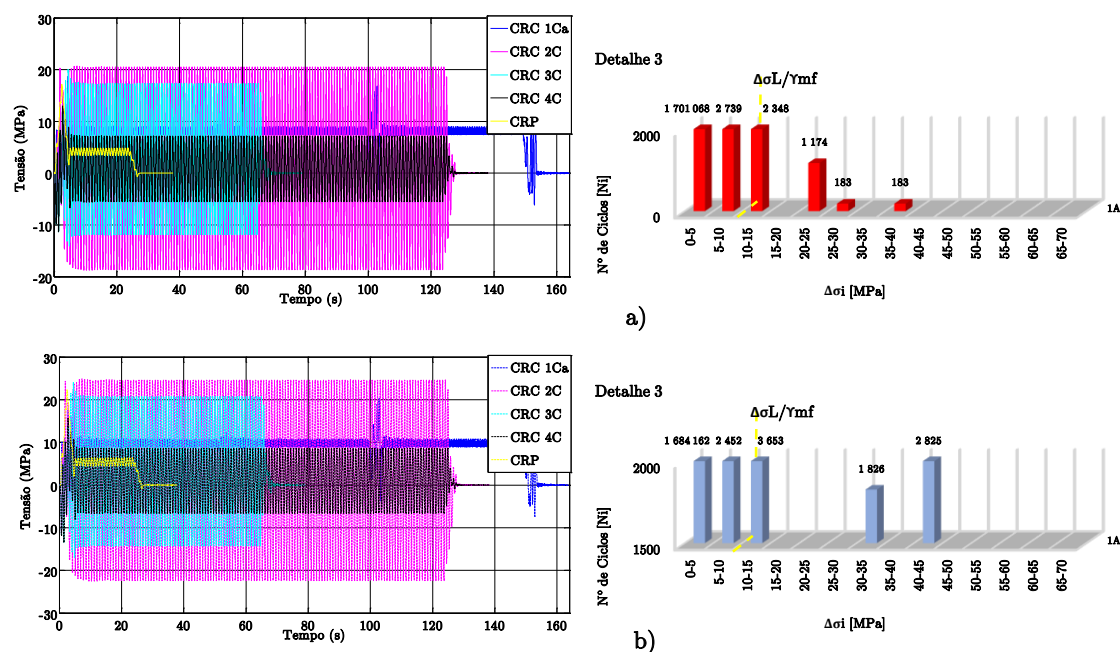 30
20
10
0
-10
-20
Tensão (MPa)
0
20
40
60
80
100
120
140
160
Tempo (s)
CRC 1Ca
CRC 2C
CRC 3C
CRC 4C
CRP
Detalhe 3
ΔσL/γmf
1 701 068
2 739
2 348
1 174
183
183
2000
0
Nº de Ciclos [Ni]
0-5
5-10
10-15
15-20
20-25
25-30
30-35
35-40
40-45
45-50
50-55
55-60
60-65
65-70
1A
Δσi [MPa]
a)
30
20
10
0
-10
-20
-30
Tensão (MPa)
0
20
40
60
80
100
120
140
160
Tempo (s)
CRC 1Ca
CRC 2C
CRC 3C
CRC 4C
CRP
Detalhe 3
ΔσL/γmf
1 684 162
2 452
3 653
1 826
2 825
2000
1500
Nº de Ciclos [Ni]
0-5
5-10
10-15
15-20
20-25
25-30
30-35
35-40
40-45
45-50
50-55
55-60
60-65
65-70
1A
Δσi [MPa]
b)